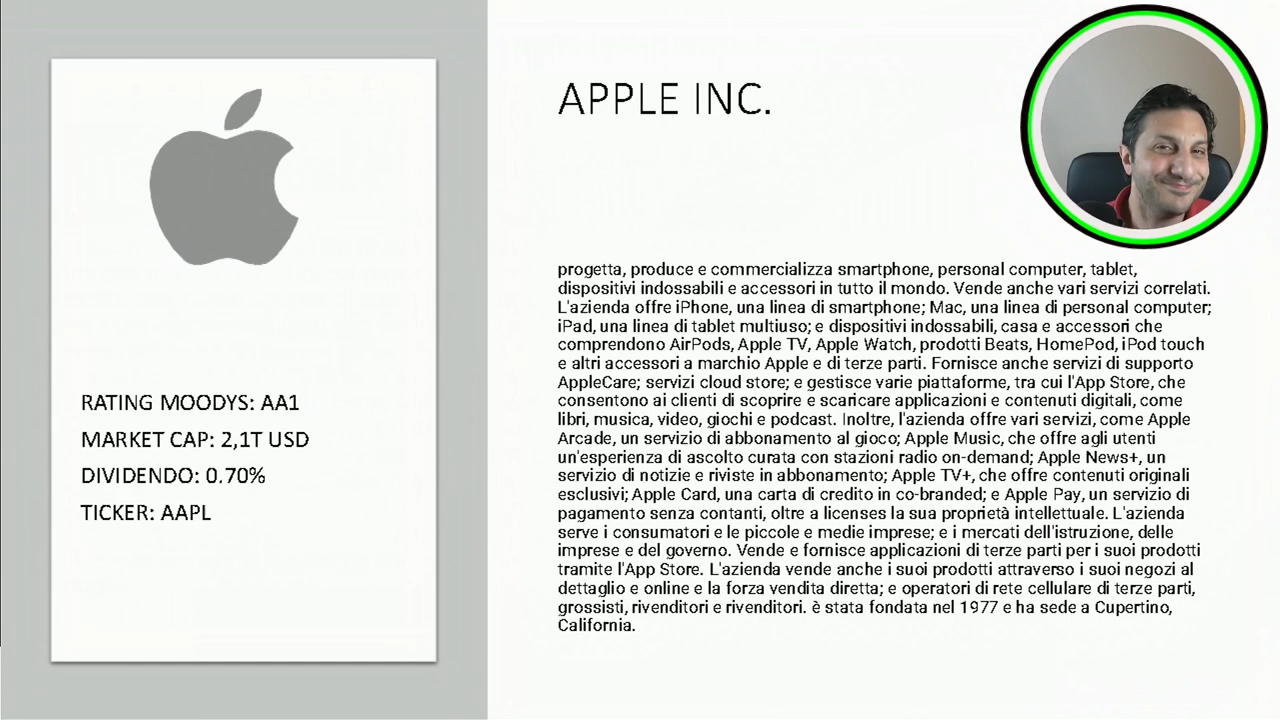 APPLE INC.
RATING MOODYS: AA1
MARKET CAP: 2,1T USD
DIVIDENDO: 0.70%
TICKER: AAPL
progetta, produce e commercializza smartphone, personal computer, tablet,
dispositivi indossabili e accessori in tutto il mondo. Vende anche vari servizi correlati.
L'azienda offre iPhone, una linea di smartphone; Mac, una linea di personal computer;
iPad, una linea di tablet multiuso; e dispositivi indossabili, casa e accessori che
comprendono AirPods, Apple TV, Apple Watch, prodotti Beats, HomePod, iPod touch
e altri accessori a marchio Apple e di terze parti. Fornisce anche servizi di supporto
AppleCare; servizi cloud store; e gestisce varie piattaforme, tra cui l'App Store, che
consentono ai clienti di scoprire e scaricare applicazioni e contenuti digitali, come
libri, musica, video, giochi e podcast. Inoltre, l'azienda offre vari servizi, come Apple
Arcade, un servizio di abbonamento al gioco; Apple Music, che offre agli utenti
un'esperienza di ascolto curata con stazioni radio on-demand; Apple News+, un
servizio di notizie e riviste in abbonamento; Apple TV+, che offre contenuti originali
esclusivi; Apple Card, una carta di credito in co-branded; e Apple Pay, un servizio di
pagamento senza contanti, oltre a licenses la sua proprietà intellettuale. L'azienda
serve i consumatori e le piccole e medie imprese; e i mercati dell'istruzione, delle
imprese e del governo. Vende e fornisce applicazioni di terze parti per i suoi prodotti
tramite l'App Store. L'azienda vende anche i suoi prodotti attraverso i suoi negozi al
dettaglio e online e la forza vendita diretta; e operatori di rete cellulare di terze parti,
grossisti, rivenditori e rivenditori. è stata fondata nel 1977 e ha sede a Cupertino,
California.